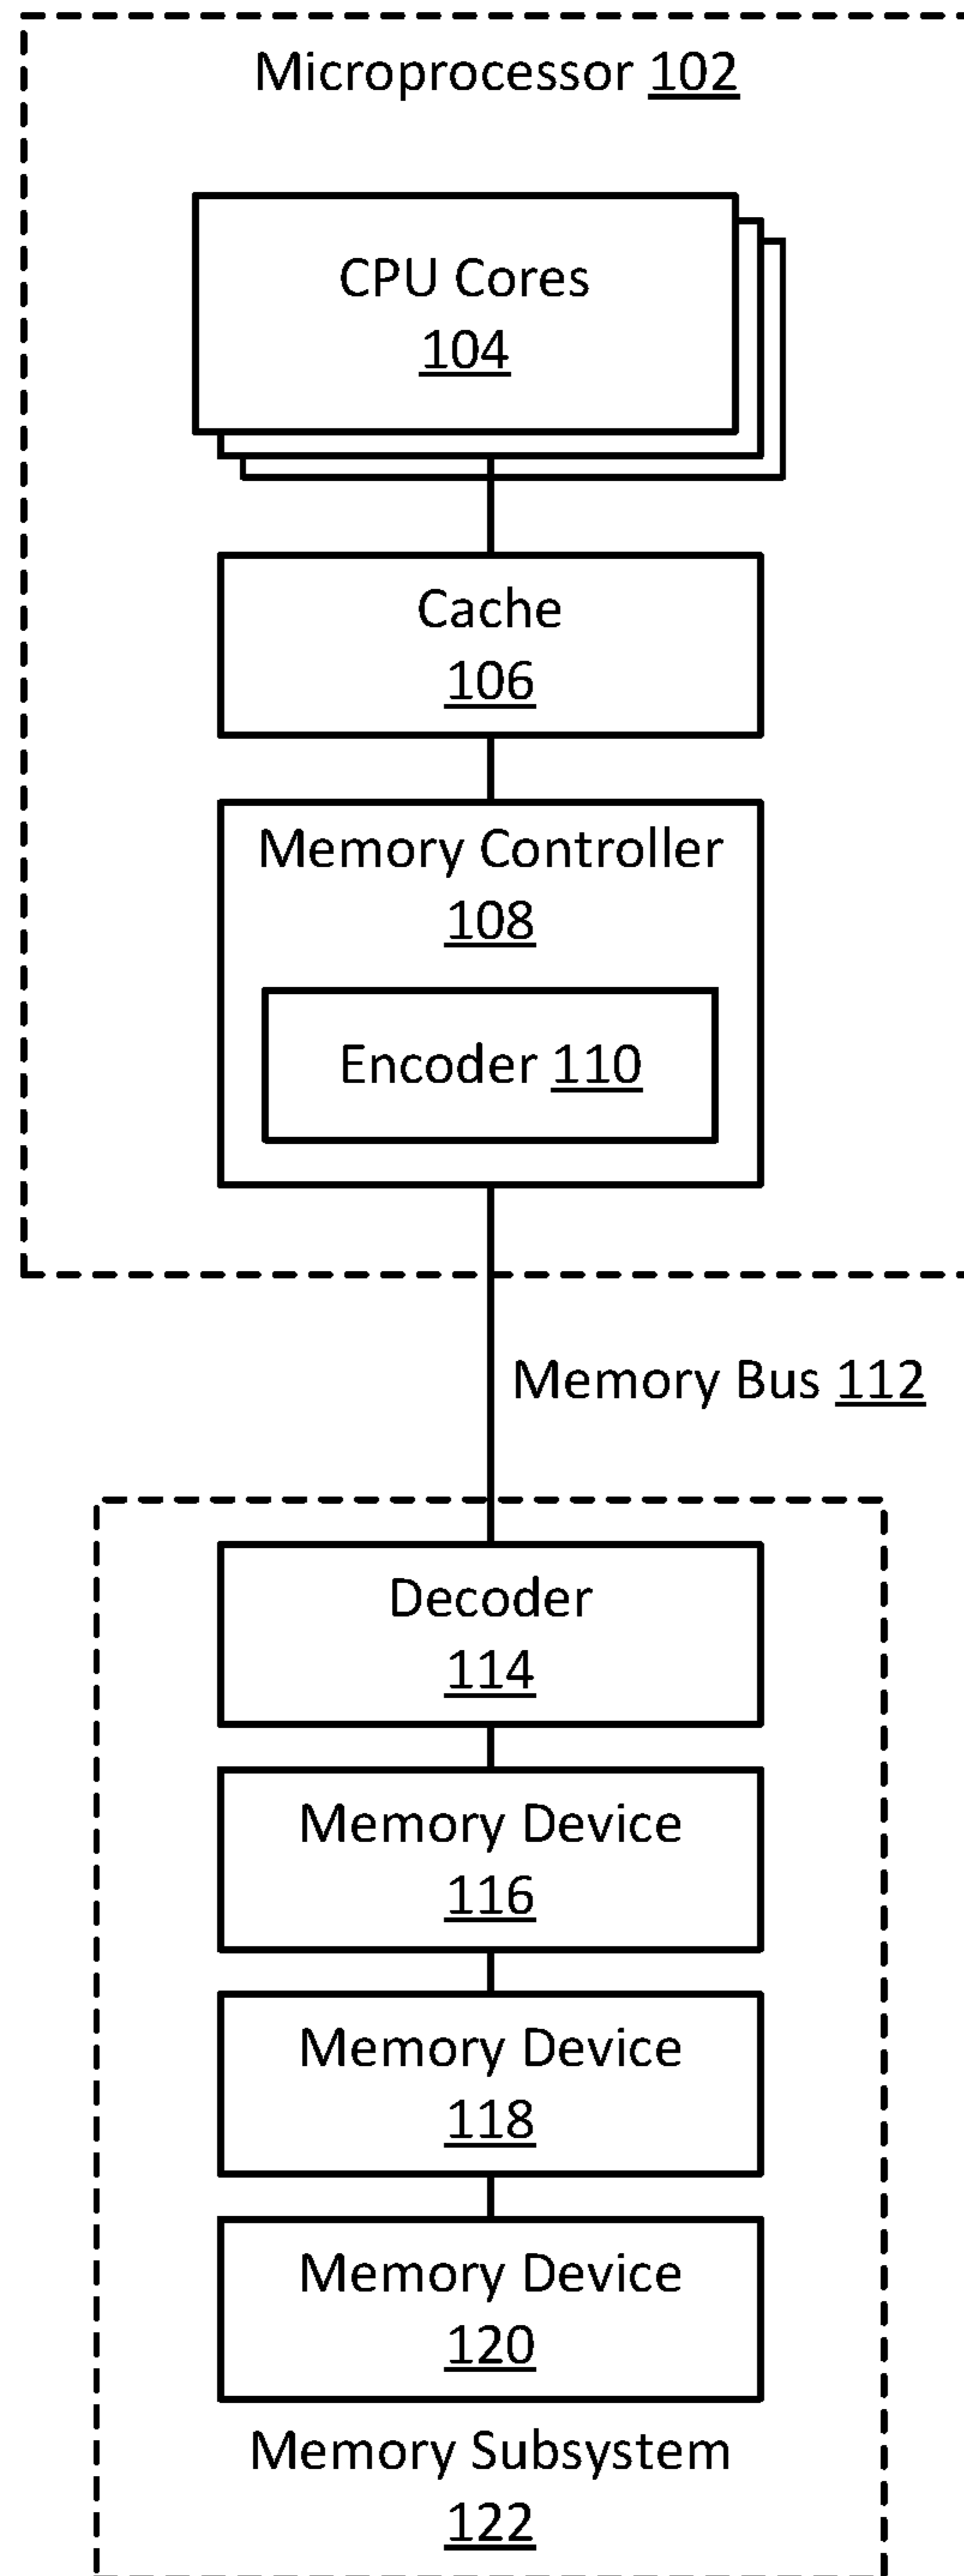 Microprocessor 102
CPU Cores
104
Cache
106
Memory Controller
108
Encoder 110
Memory Bus 112
Decoder
114
Memory Device
116
Memory Device
118
Memory Device
120
Memory Subsystem
122